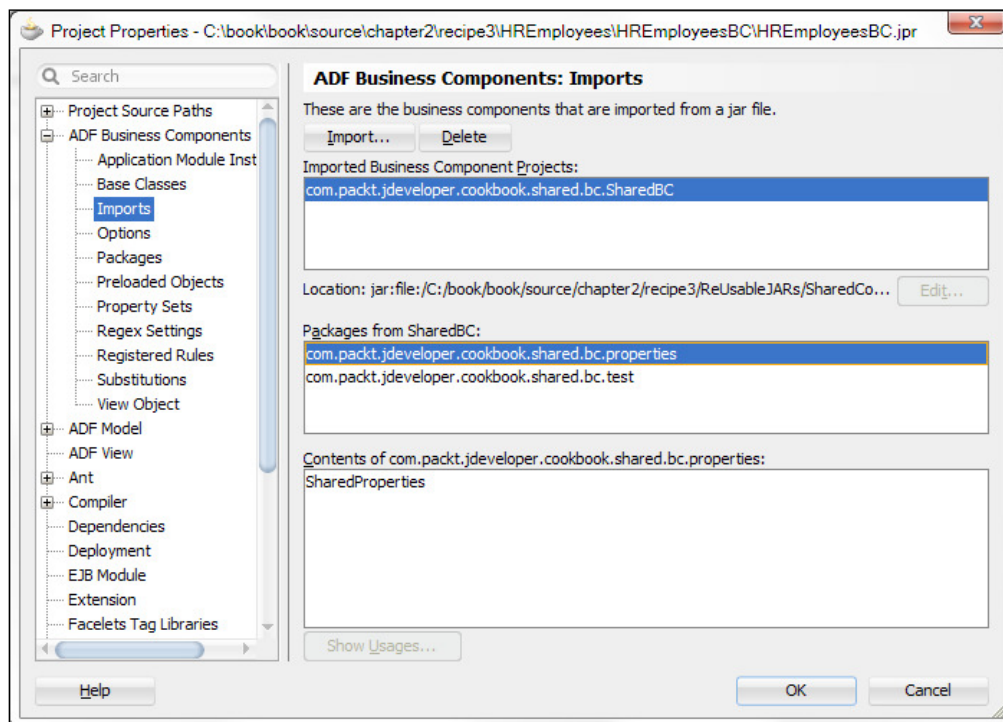 Project Properties - C:\book\book\source\chapter2\recipe3\HREmployees\HREmployeesBC\HREmployeesBC.jpr
Search
Project Source Paths
ADF Business Components
Application Module Inst
Base Classes
Imports
Options
Packages
Preloaded Objects
Property Sets
Regex Settings
Registered Rules
Substitutions
View Object
ADF Model
ADF View
Ant
Compiler
Dependencies
Deployment
EJB Module
Extension
Facelets Tag Libraries
ADF Business Components: Imports
These are the business components that are imported from a jar file.
Import... Delete
Imported Business Component Projects:
com.packt.jdeveloper.cookbook.shared.bc.SharedBC
Location: jar:file:/C:/book/book/source/chapter2/recipe3/ReUsableJARs/SharedCo... Edit...
Packages from SharedBC:
com.packt.jdeveloper.cookbook.shared.bc.properties
com.packt.jdeveloper.cookbook.shared.bc.test
Contents of com.packt.jdeveloper.cookbook.shared.bc.properties:
SharedProperties
Show Usages...
Help OK Cancel